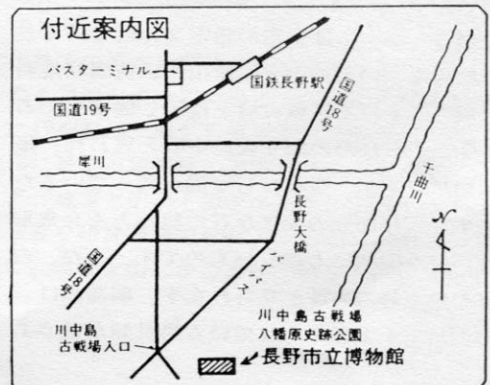 付近案内図
バスターミナル
国鉄長野駅
国道18号
国道19号
犀川
千曲川
長野大橋
N
国道18号
バイパス
川中島古戦場
八幡原史跡公園
川中島
古戦場入口
長野市立博物館